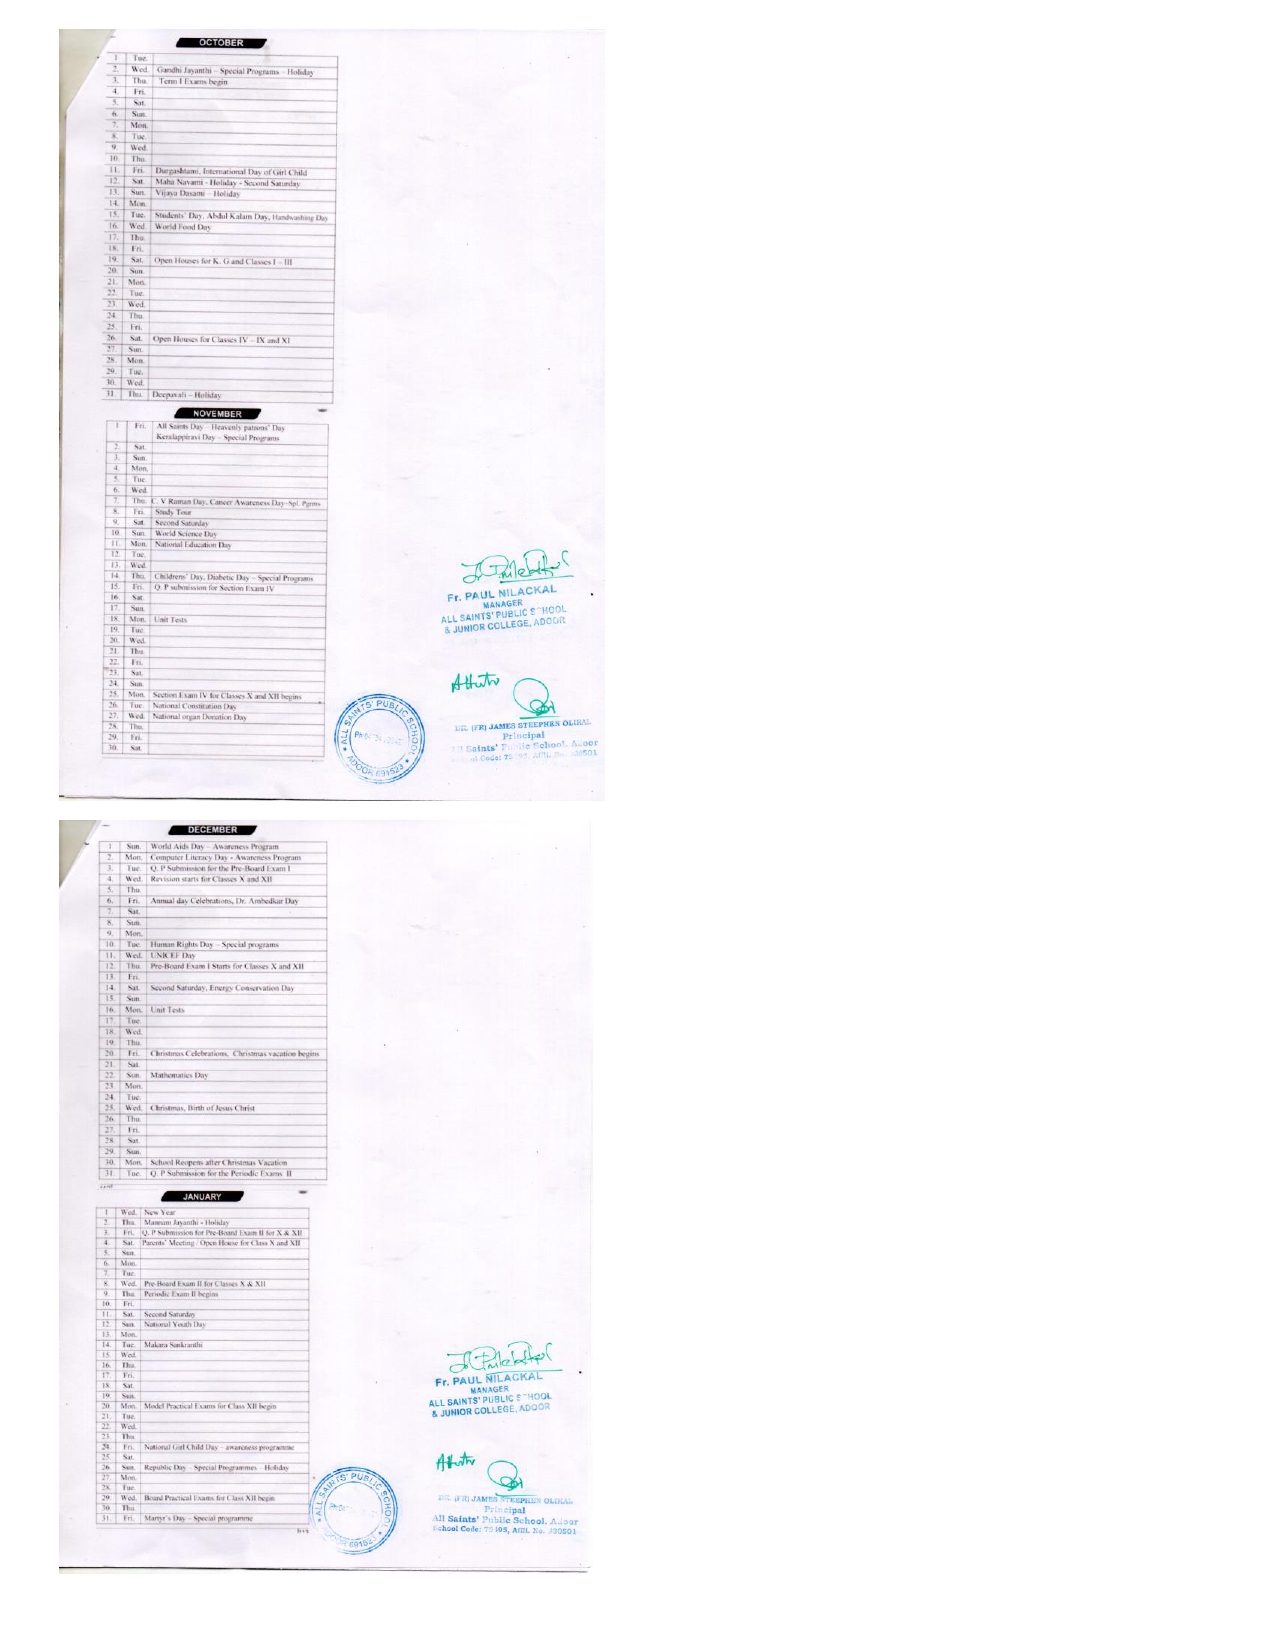 OCTOBER
1 Tue.
2. Wed. Gandhi Jayanthi – Special Programs – Holiday
3. Thu. Term I Exams begin
4. Fri.
5. Sat.
6. Sun.
7. Mon.
8. Tue.
9. Wed.
10. Thu.
11. Fri. Durgashtami, International Day of Girl Child
12. Sat. Maha Navami - Holiday - Second Saturday
13. Sun. Vijaya Dasami – Holiday
14. Mon.
15. Tue. Students' Day, Abdul Kalam Day, Handwashing Day
16. Wed. World Food Day
17. Thu.
18. Fri.
19. Sat. Open Houses for K. G and Classes I – III
20. Sun.
21. Mon.
22. Tue.
23. Wed.
24. Thu.
25. Fri.
26. Sat. Open Houses for Classes IV – IX and XI
27. Sun.
28. Mon.
29. Tue.
30. Wed.
31. Thu. Deepavali – Holiday
NOVEMBER
1 Fri. All Saints Day – Heavenly patrons' Day
Keralappiravi Day – Special Programs
2. Sat.
3. Sun.
4. Mon.
5. Tue.
6. Wed.
7. Thu. C. V Raman Day, Cancer Awareness Day–Spl. Pgrms
8. Fri. Study Tour
9. Sat. Second Saturday
10. Sun. World Science Day
11. Mon. National Education Day
12. Tue.
13. Wed.
14. Thu. Childrens' Day, Diabetic Day – Special Programs
15. Fri. Q. P submission for Section Exam IV
16. Sat.
17. Sun.
18. Mon. Unit Tests
19. Tue.
20. Wed.
21. Thu.
22. Fri.
23. Sat.
24. Sun.
25. Mon. Section Exam IV for Classes X and XII begins
26. Tue. National Constitution Day
27. Wed. National organ Donation Day
28. Thu.
29. Fri.
30. Sat.
Fr. PAUL NILACKAL
MANAGER
ALL SAINTS' PUBLIC SCHOOL
& JUNIOR COLLEGE, ADOOR
ALL SAINTS' PUBLIC SCHOOL
ADOOR 691523
DR. (FR) JAMES STEEPHEN OLIKAL
Principal
All Saints' Public School, Adoor
DECEMBER
1 Sun. World Aids Day – Awareness Program
2. Mon. Computer Literacy Day - Awareness Program
3. Tue. Q. P Submission for the Pre-Board Exam I
4. Wed. Revision starts for Classes X and XII
5. Thu.
6. Fri. Annual day Celebrations, Dr. Ambedkar Day
7. Sat.
8. Sun.
9. Mon.
10. Tue. Human Rights Day – Special programs
11. Wed. UNICEF Day
12. Thu. Pre-Board Exam I Starts for Classes X and XII
13. Fri.
14. Sat. Second Saturday, Energy Conservation Day
15. Sun.
16. Mon. Unit Tests
17. Tue.
18. Wed.
19. Thu.
20. Fri. Christmas Celebrations, Christmas vacation begins
21. Sat.
22. Sun. Mathematics Day
23. Mon.
24. Tue.
25. Wed. Christmas, Birth of Jesus Christ
26. Thu.
27. Fri.
28. Sat.
29. Sun.
30. Mon. School Reopens after Christmas Vacation
31. Tue. Q. P Submission for the Periodic Exams II
JANUARY
1 Wed. New Year
2. Thu. Mannam Jayanthi - Holiday
3. Fri. Q. P Submission for Pre-Board Exam II for X & XII
4. Sat. Parents' Meeting / Open House for Class X and XII
5. Sun.
6. Mon.
7. Tue.
8. Wed. Pre-Board Exam II for Classes X & XII
9. Thu. Periodic Exam II begins
10. Fri.
11. Sat. Second Saturday
12. Sun. National Youth Day
13. Mon.
14. Tue. Makara Sankranthi
15. Wed.
16. Thu.
17. Fri.
18. Sat.
19. Sun.
20. Mon. Model Practical Exams for Class XII begin
21. Tue.
22. Wed.
23. Thu.
24. Fri. National Girl Child Day – awareness programme
25. Sat.
26. Sun. Republic Day – Special Programmes – Holiday
27. Mon.
28. Tue.
29. Wed. Board Practical Exams for Class XII begin
30. Thu.
31. Fri. Martyr's Day – Special programme
Fr. PAUL NILACKAL
MANAGER
ALL SAINTS' PUBLIC SCHOOL
& JUNIOR COLLEGE, ADOOR
ALL SAINTS' PUBLIC SCHOOL
ADOOR 691523
DR. (FR) JAMES STEEPHEN OLIKAL
Principal
All Saints' Public School, Adoor
School Code: